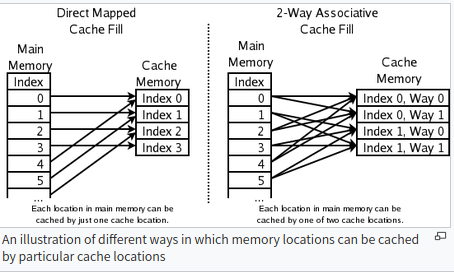 Direct Mapped
Cache Fill
Main
Memory
Cache
Memory
Index
0
1
2
3
4
5
...
Index 0
Index 1
Index 2
Index 3
Each location in main memory can be
cached by just one cache location.
2-Way Associative
Cache Fill
Main
Memory
Cache
Memory
Index
0
1
2
3
4
5
...
Index 0, Way 0
Index 0, Way 1
Index 1, Way 0
Index 1, Way 1
Each location in main memory can be
cached by one of two cache locations.
An illustration of different ways in which memory locations can be cached
by particular cache locations